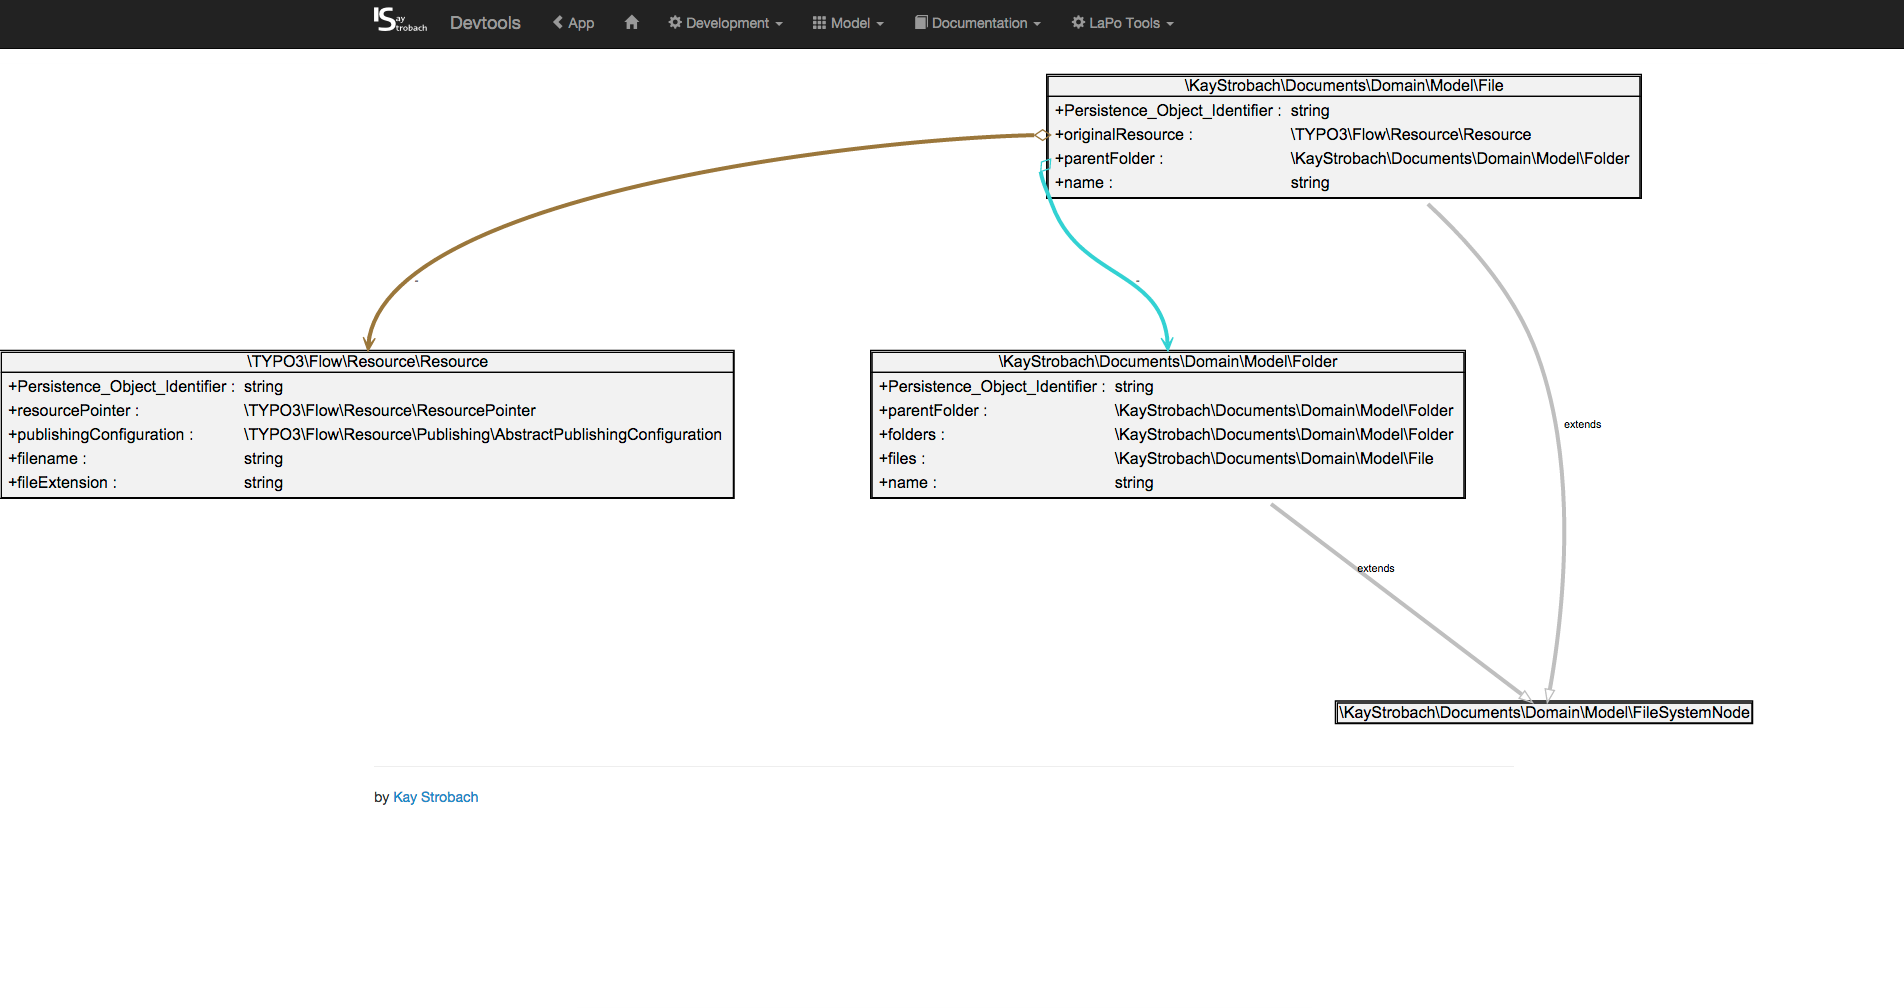 KS ay trobach Devtools App Development Model Documentation LaPo Tools
\KayStrobach\Documents\Domain\Model\File
+Persistence_Object_Identifier : string
+originalResource : \TYPO3\Flow\Resource\Resource
+parentFolder : \KayStrobach\Documents\Domain\Model\Folder
+name : string
-
-
\TYPO3\Flow\Resource\Resource
+Persistence_Object_Identifier : string
+resourcePointer : \TYPO3\Flow\Resource\ResourcePointer
+publishingConfiguration : \TYPO3\Flow\Resource\Publishing\AbstractPublishingConfiguration
+filename : string
+fileExtension : string
\KayStrobach\Documents\Domain\Model\Folder
+Persistence_Object_Identifier : string
+parentFolder : \KayStrobach\Documents\Domain\Model\Folder
+folders : \KayStrobach\Documents\Domain\Model\Folder
+files : \KayStrobach\Documents\Domain\Model\File
+name : string
extends
extends
\KayStrobach\Documents\Domain\Model\FileSystemNode
by Kay Strobach